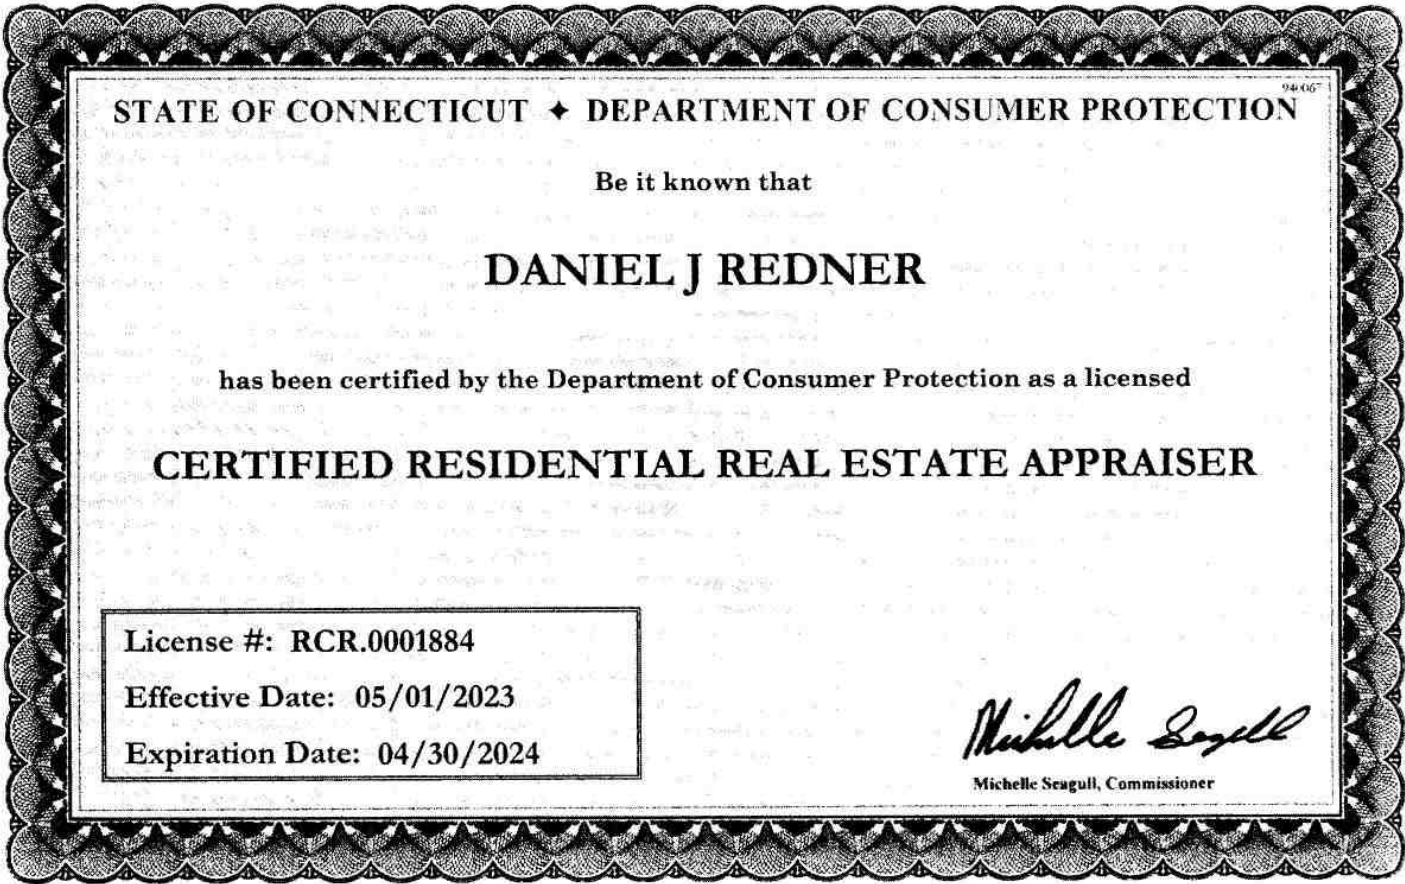 STATE OF CONNECTICUT ✦ DEPARTMENT OF CONSUMER PROTECTION
Be it known that
DANIEL J REDNER
has been certified by the Department of Consumer Protection as a licensed
CERTIFIED RESIDENTIAL REAL ESTATE APPRAISER
License #: RCR.0001884
Effective Date: 05/01/2023
Expiration Date: 04/30/2024
Michelle Seagull
Michelle Seagull, Commissioner